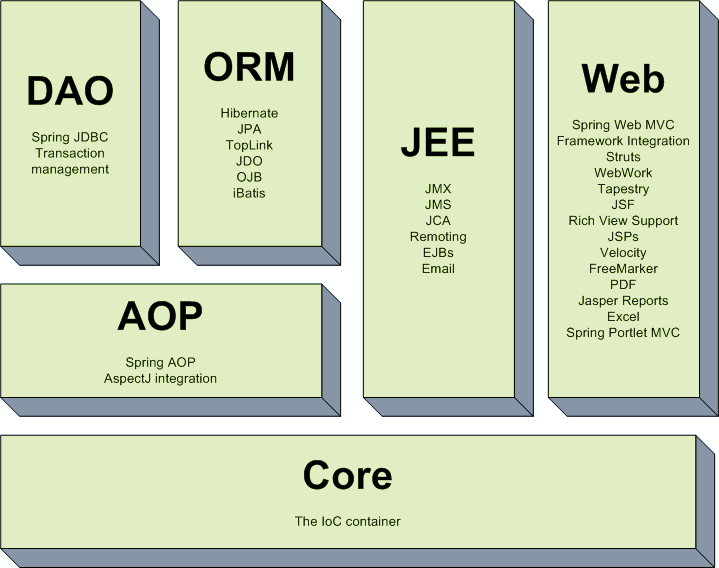 DAO
Spring JDBC
Transaction
management
ORM
Hibernate
JPA
TopLink
JDO
OJB
iBatis
JEE
JMX
JMS
JCA
Remoting
EJBs
Email
Web
Spring Web MVC
Framework Integration
Struts
WebWork
Tapestry
JSF
Rich View Support
JSPs
Velocity
FreeMarker
PDF
Jasper Reports
Excel
Spring Portlet MVC
AOP
Spring AOP
AspectJ integration
Core
The IoC container